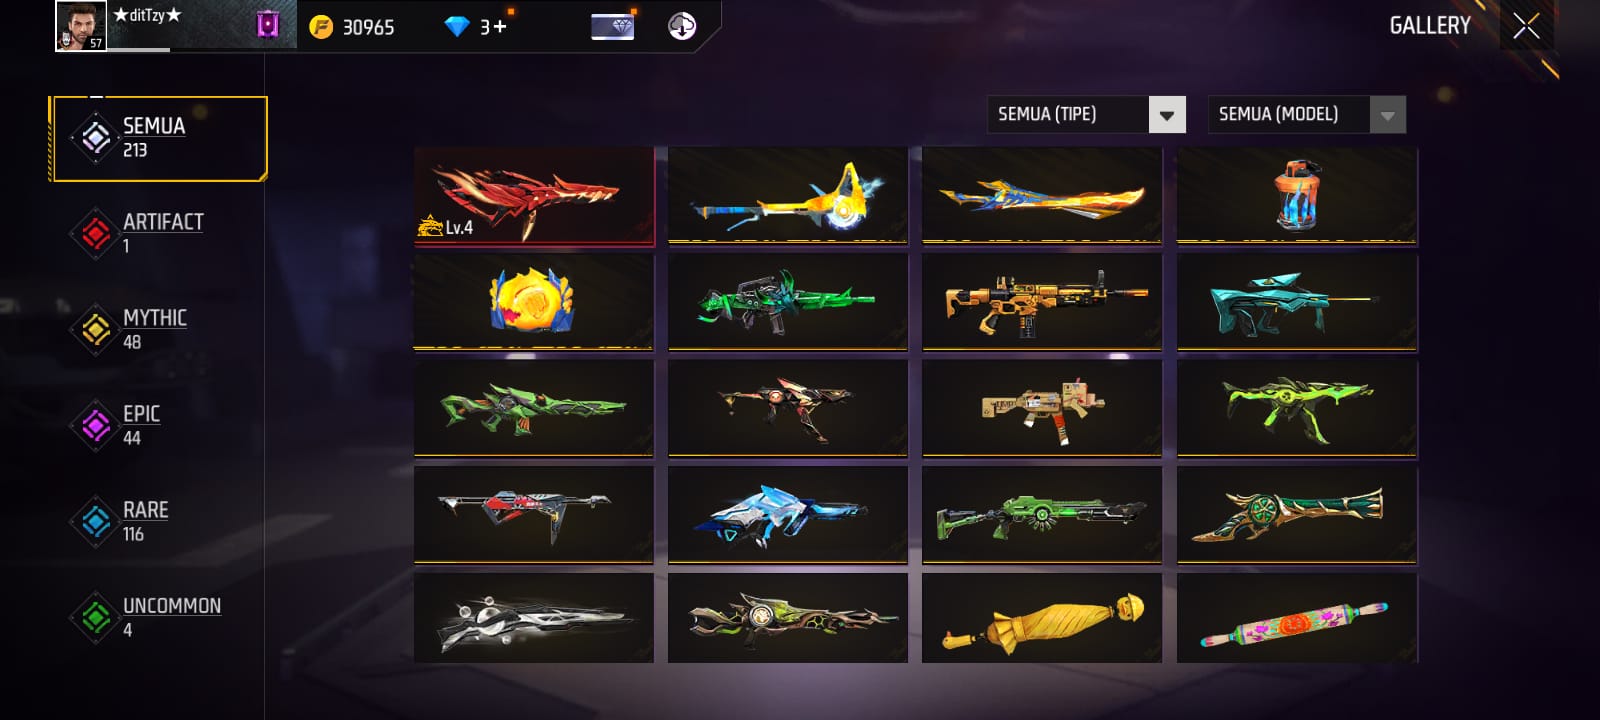 ★ditTzy★
57
30965
3+
GALLERY
SEMUA
213
ARTIFACT
1
MYTHIC
48
EPIC
44
RARE
116
UNCOMMON
4
SEMUA (TIPE)
SEMUA (MODEL)
Lv.4